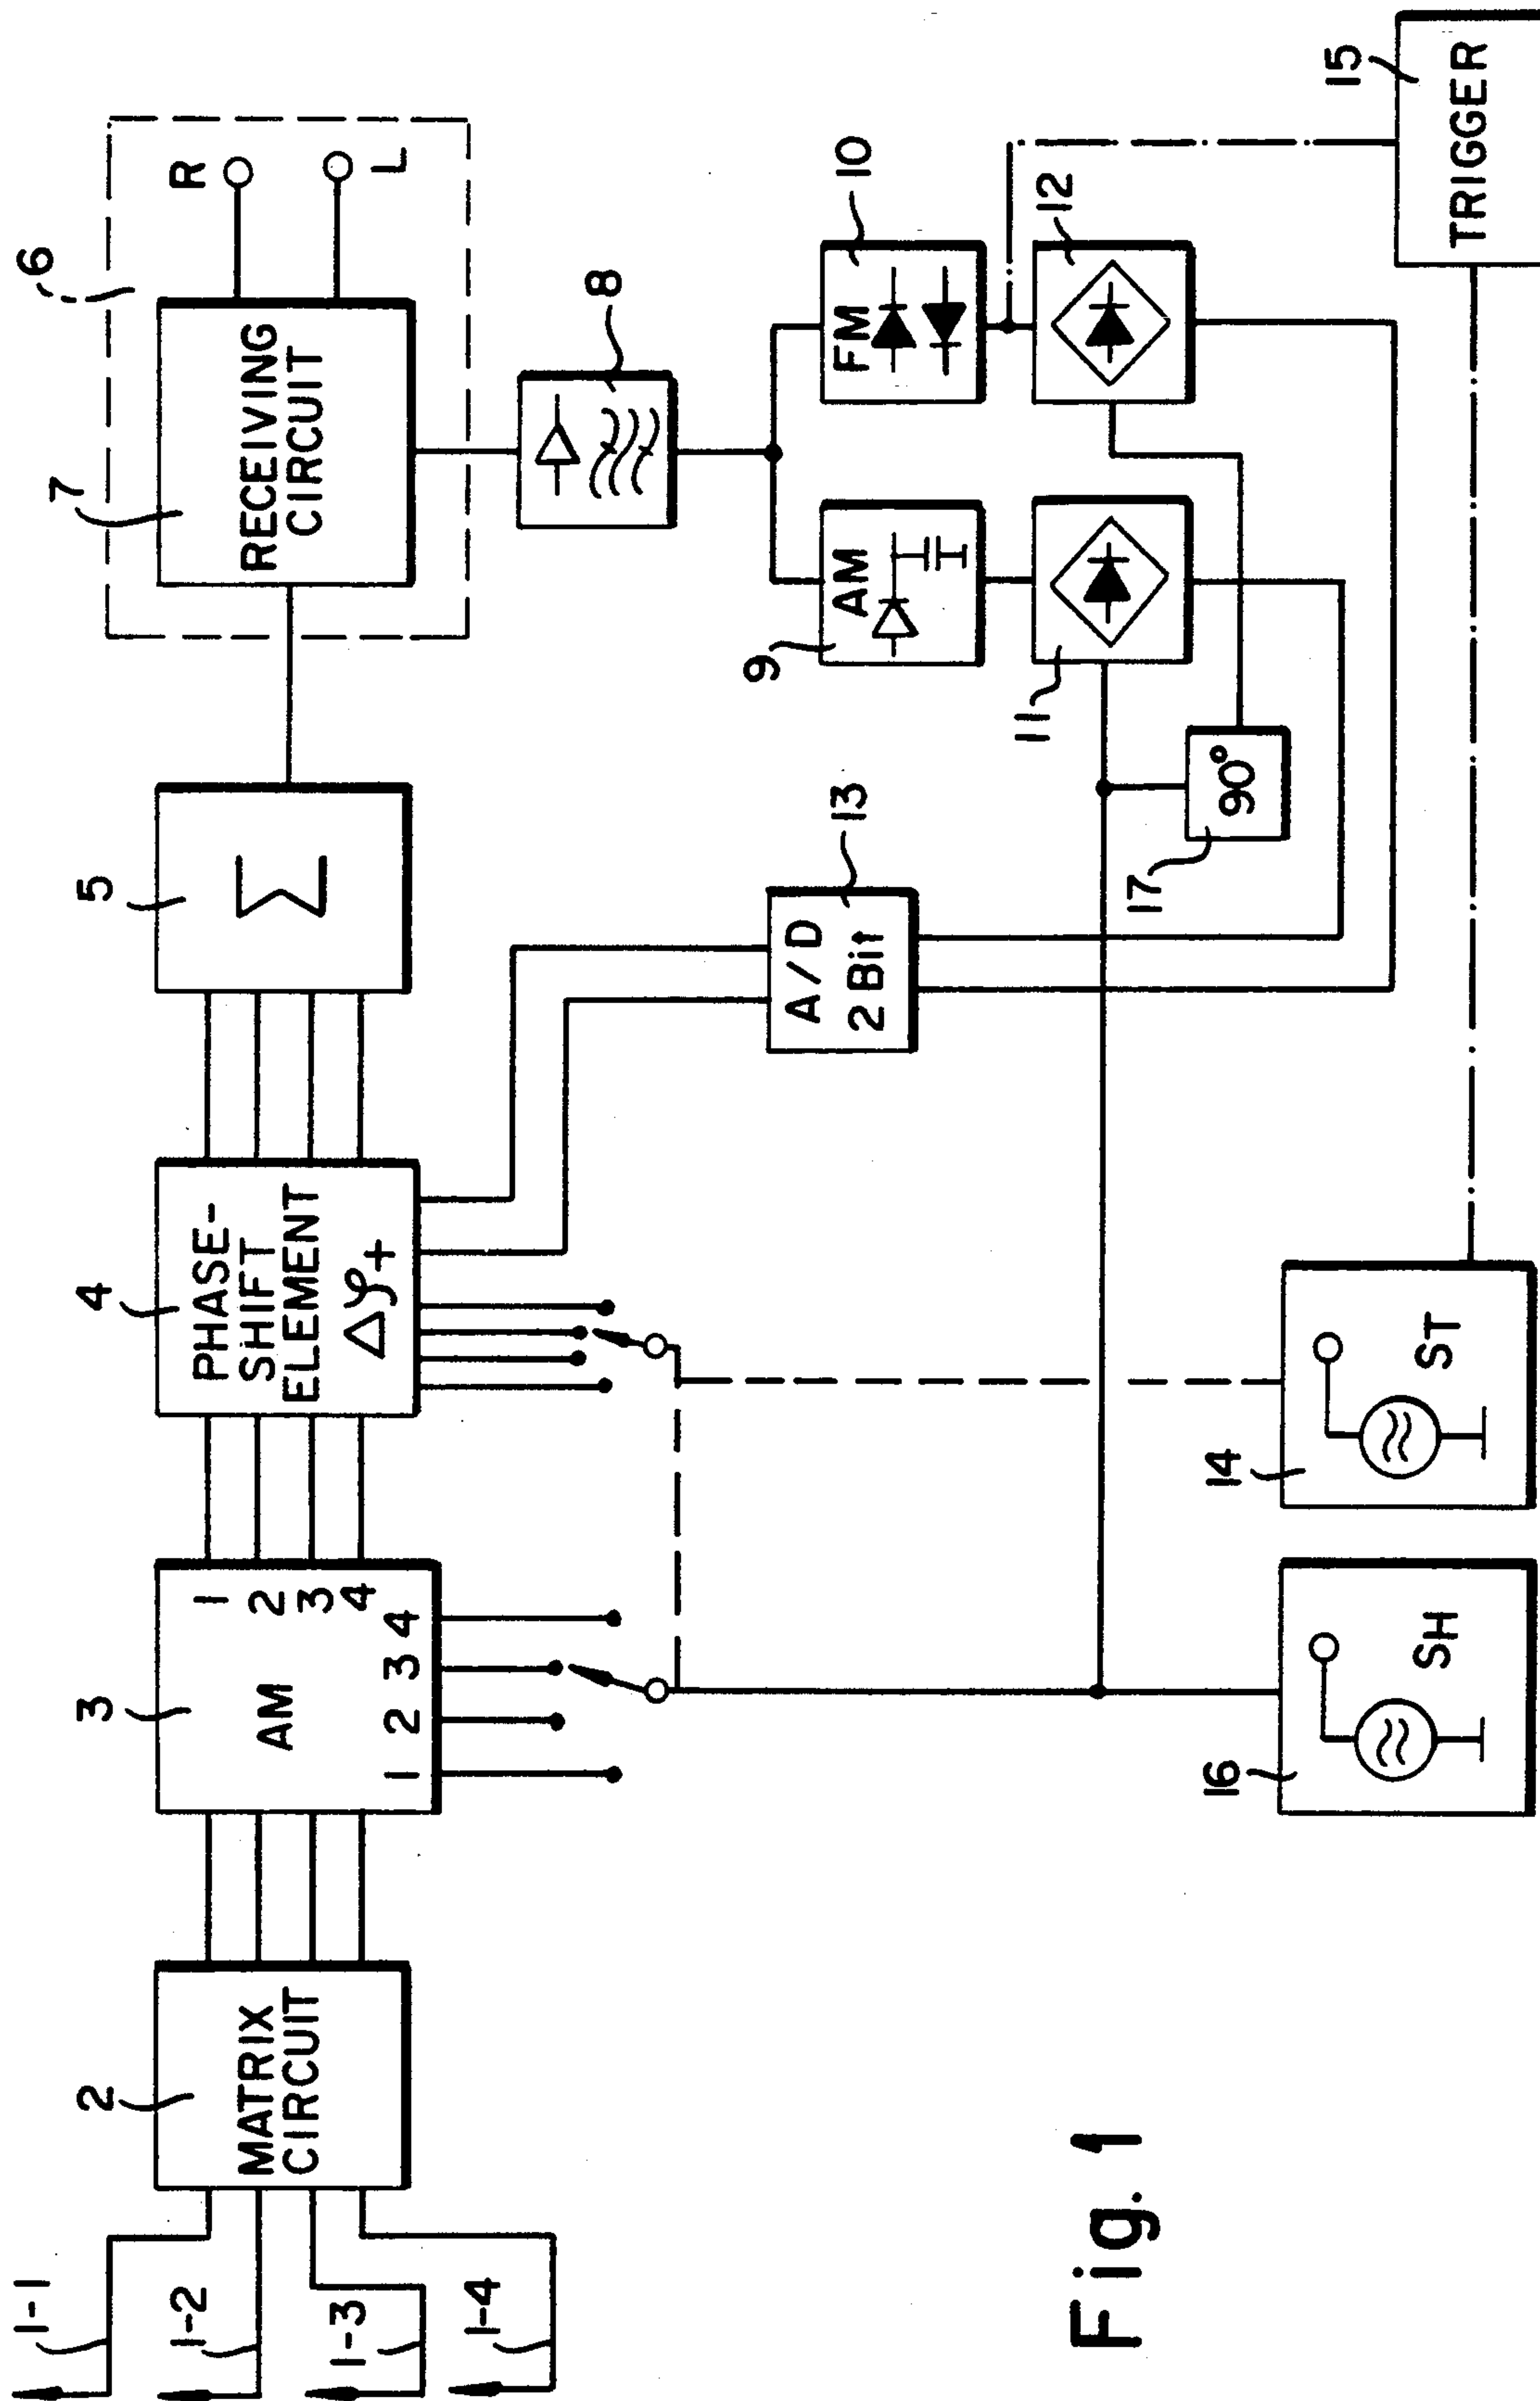 1-1
1-2
1-3
1-4
2
MATRIX
CIRCUIT
3
AM
1
2
3
4
1 2 3 4
4
PHASE-
SHIFT
ELEMENT
Δφ+
5
Σ
6
7
RECEIVING
CIRCUIT
R
L
8
9
AM
10
FM
11
12
13
A/D
2 Bit
17
90°
14
ST
15
TRIGGER
16
SH
Fig. 1